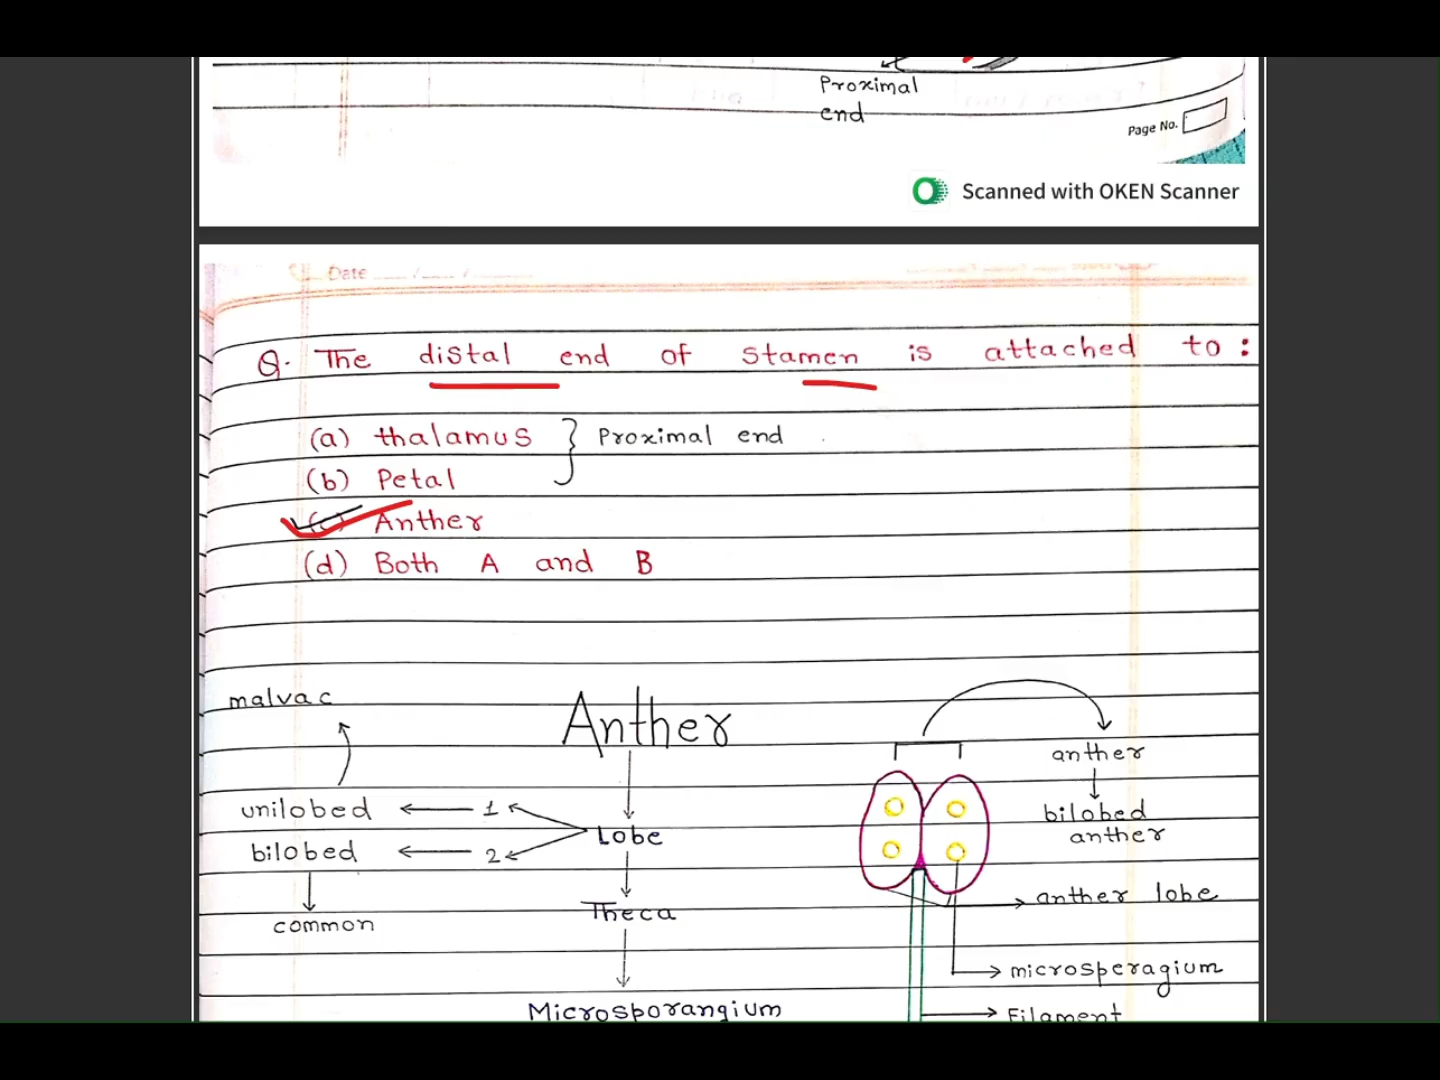 Proximal
end
Page No.
Scanned with OKEN Scanner
Date
Q. The distal end of stamen is attached to :
(a) thalamus
(b) Petal
Proximal end
(c) Anther
(d) Both A and B
malvac
Anther
anther
unilobed
1
bilobed
anther
Lobe
bilobed
2
anther lobe
Theca
common
microsperagium
Microsporangium
Filament